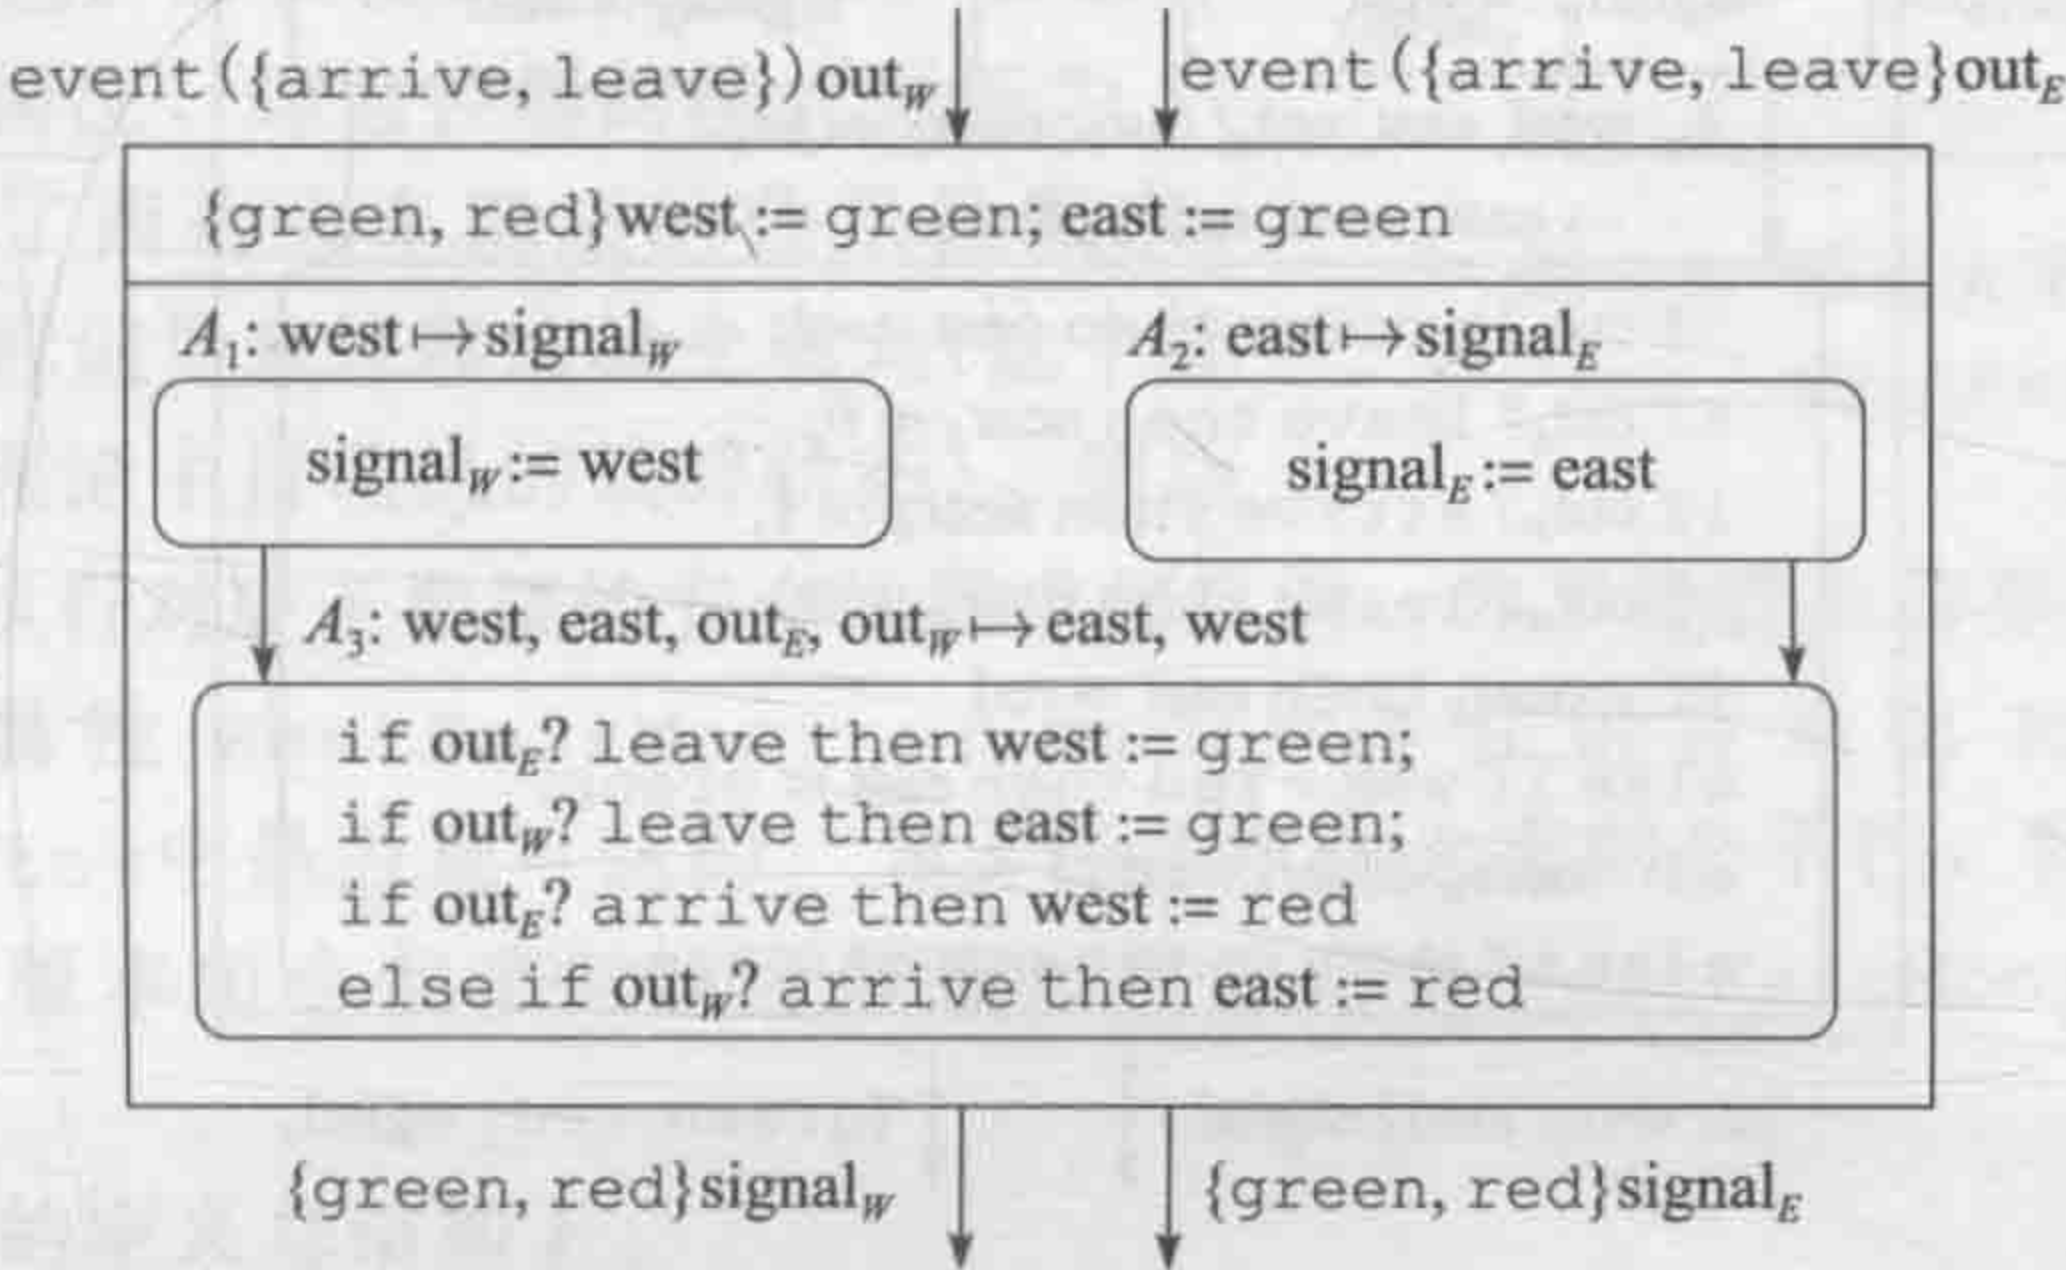 event({arrive, leave})out_W
event({arrive, leave}out_E
{green, red}west := green; east := green
A_1: west ↦ signal_W
A_2: east ↦ signal_E
signal_W := west
signal_E := east
A_3: west, east, out_E, out_W ↦ east, west
if out_E? leave then west := green;
if out_W? leave then east := green;
if out_E? arrive then west := red
else if out_W? arrive then east := red
{green, red}signal_W
{green, red}signal_E